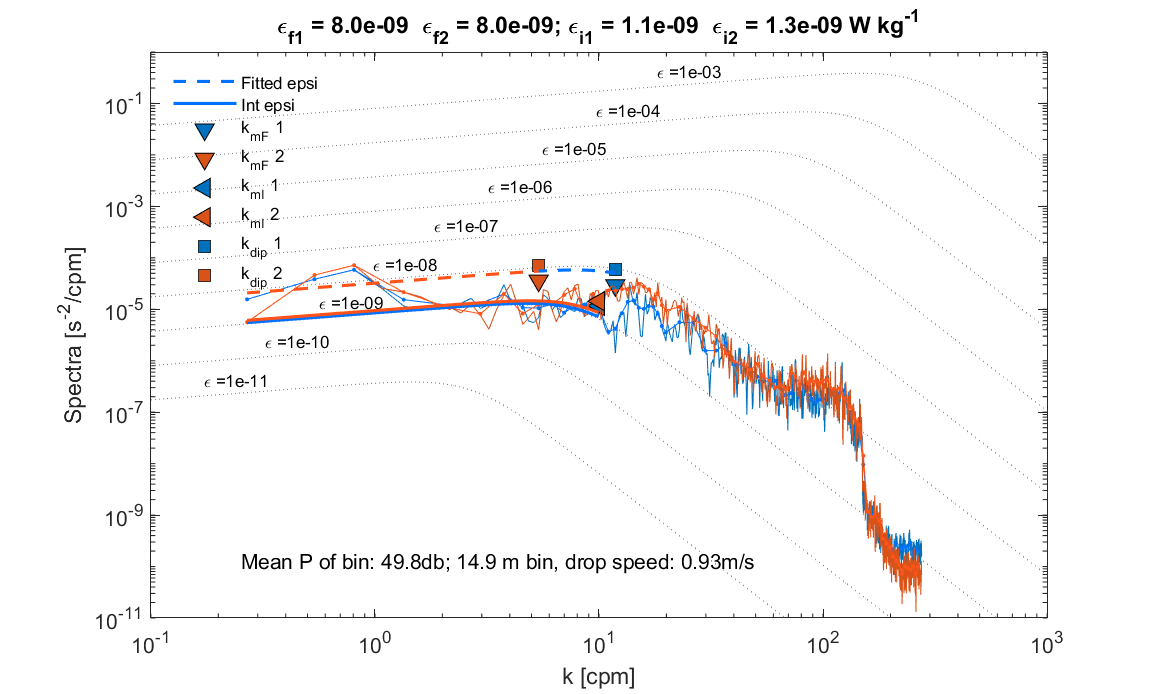 ϵf1 = 8.0e-09 ϵf2 = 8.0e-09; ϵi1 = 1.1e-09 ϵi2 = 1.3e-09 W kg-1
Fitted epsi
Int epsi
kmF 1
kmF 2
kmI 1
kmI 2
kdip 1
kdip 2
ϵ =1e-03
ϵ =1e-04
ϵ =1e-05
ϵ =1e-06
ϵ =1e-07
ϵ =1e-08
ϵ =1e-09
ϵ =1e-10
ϵ =1e-11
Mean P of bin: 49.8db; 14.9 m bin, drop speed: 0.93m/s
10-1
10-3
10-5
10-7
10-9
10-11
Spectra [s-2/cpm]
10-1 100 101 102 103
k [cpm]